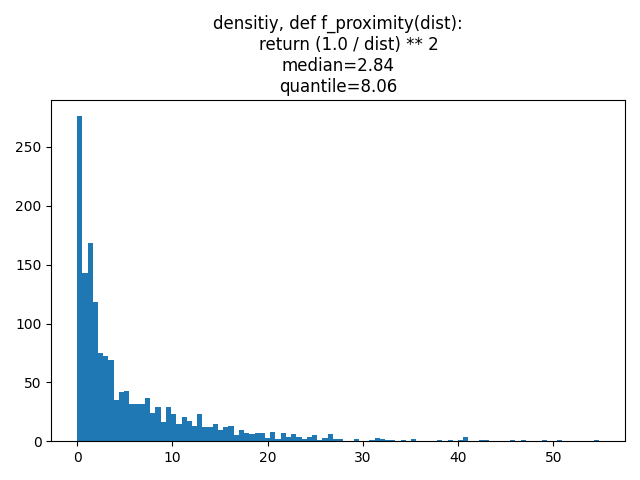 densitiy, def f_proximity(dist):
return (1.0 / dist) ** 2
median=2.84
quantile=8.06
250
200
150
100
50
0
0 10 20 30 40 50